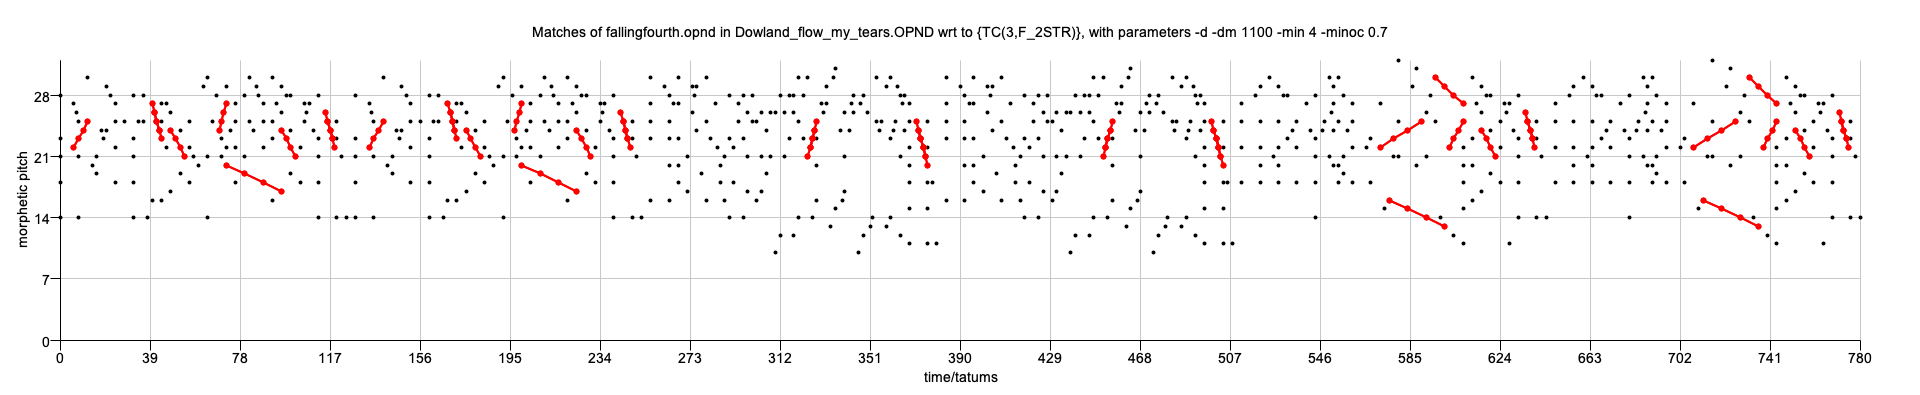 Matches of fallingfourth.opnd in Dowland_flow_my_tears.OPND wrt to {TC(3,F_2STR)}, with parameters -d -dm 1100 -min 4 -minoc 0.7
morphetic pitch
28
21
14
7
0
0 39 78 117 156 195 234 273 312 351 390 429 468 507 546 585 624 663 702 741 780
time/tatums